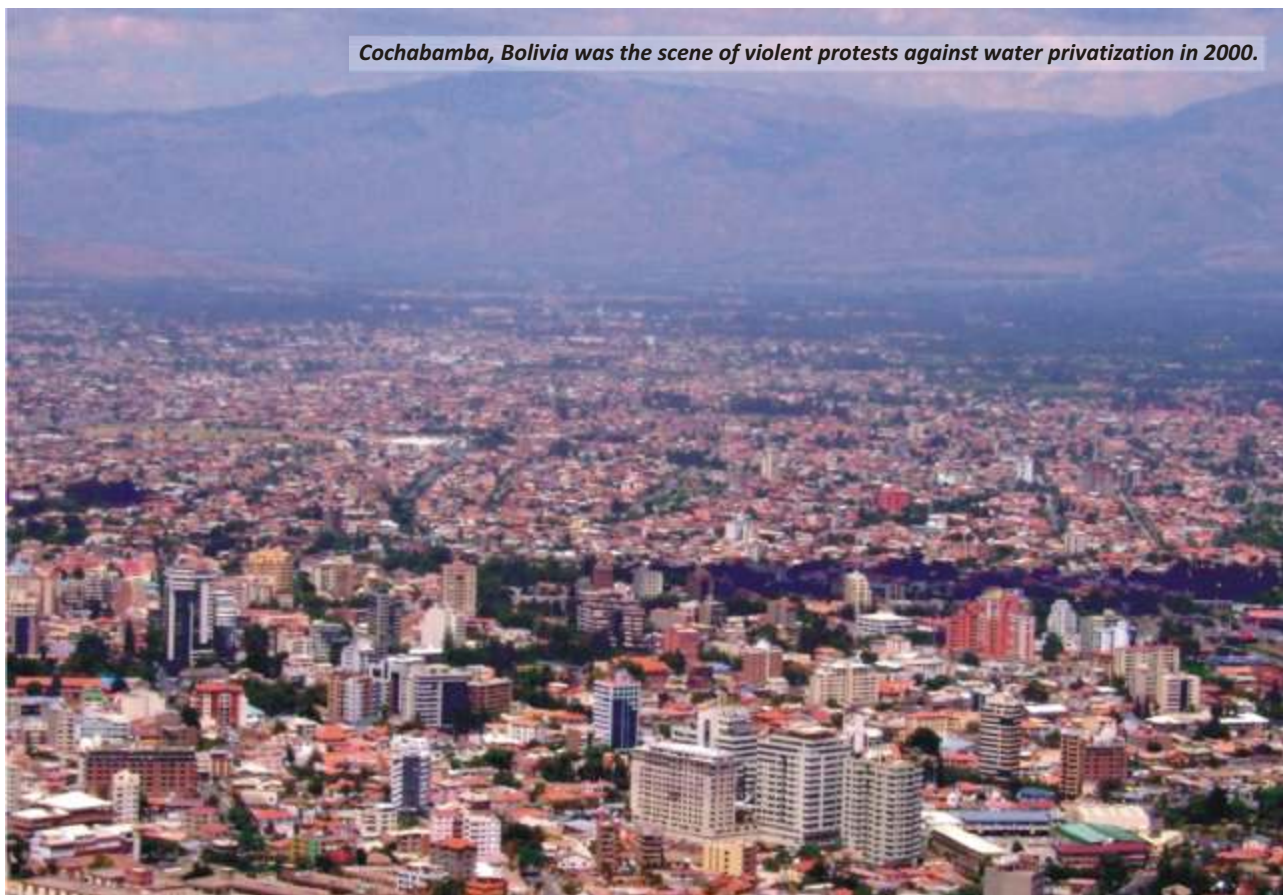 Cochabamba, Bolivia was the scene of violent protests against water privatization in 2000.